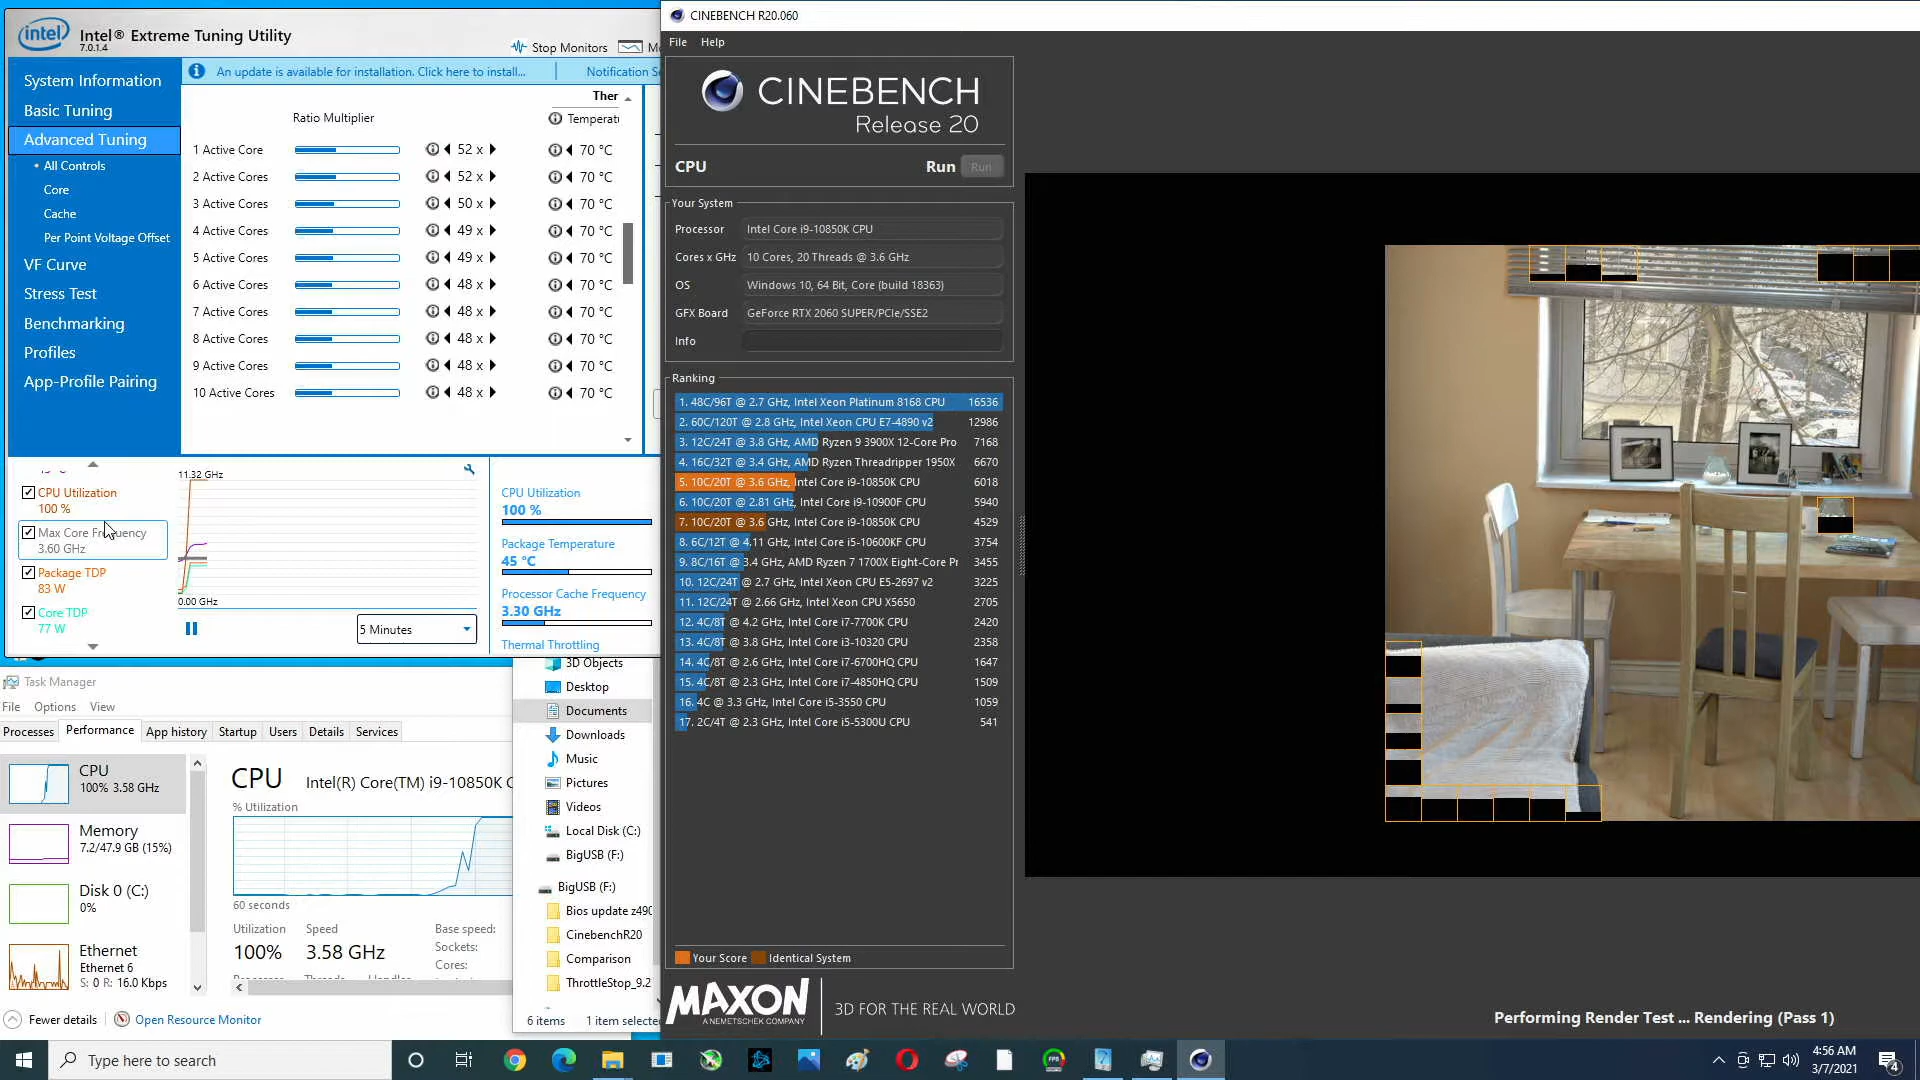 intel
Intel® Extreme Tuning Utility
7.0.1.4
Stop Monitors
System Information
Basic Tuning
Advanced Tuning
• All Controls
Core
Cache
Per Point Voltage Offset
VF Curve
Stress Test
Benchmarking
Profiles
App-Profile Pairing
An update is available for installation. Click here to install...
Notification
Ther
Ratio Multiplier
Temperat
1 Active Core 52 x 70 °C
2 Active Cores 52 x 70 °C
3 Active Cores 50 x 70 °C
4 Active Cores 49 x 70 °C
5 Active Cores 49 x 70 °C
6 Active Cores 48 x 70 °C
7 Active Cores 48 x 70 °C
8 Active Cores 48 x 70 °C
9 Active Cores 48 x 70 °C
10 Active Cores 48 x 70 °C
CPU Utilization
100 %
Max Core Frequency
3.60 GHz
Package TDP
83 W
Core TDP
77 W
11.32 GHz
0.00 GHz
5 Minutes
CPU Utilization
100 %
Package Temperature
45 °C
Processor Cache Frequency
3.30 GHz
Thermal Throttling
Task Manager
File Options View
Processes Performance App history Startup Users Details Services
CPU
100% 3.58 GHz
Memory
7.2/47.9 GB (15%)
Disk 0 (C:)
0%
Ethernet
Ethernet 6
S: 0 R: 16.0 Kbps
CPU
Intel(R) Core(TM) i9-10850K C
% Utilization
60 seconds
Utilization
100%
Speed
3.58 GHz
Base speed:
Sockets:
Cores:
Fewer details
Open Resource Monitor
3D Objects
Desktop
Documents
Downloads
Music
Pictures
Videos
Local Disk (C:)
BigUSB (F:)
BigUSB (F:)
Bios update z490
CinebenchR20
Comparison
ThrottleStop_9.2
6 items 1 item selected
CINEBENCH R20.060
File Help
CINEBENCH
Release 20
CPU
Run Run
Your System
Processor Intel Core i9-10850K CPU
Cores x GHz 10 Cores, 20 Threads @ 3.6 GHz
OS Windows 10, 64 Bit, Core (build 18363)
GFX Board GeForce RTX 2060 SUPER/PCIe/SSE2
Info
Ranking
1. 48C/96T @ 2.7 GHz, Intel Xeon Platinum 8168 CPU 16536
2. 60C/120T @ 2.8 GHz, Intel Xeon CPU E7-4890 v2 12986
3. 12C/24T @ 3.8 GHz, AMD Ryzen 9 3900X 12-Core Pro 7168
4. 16C/32T @ 3.4 GHz, AMD Ryzen Threadripper 1950X 6670
5. 10C/20T @ 3.6 GHz, Intel Core i9-10850K CPU 6018
6. 10C/20T @ 2.81 GHz, Intel Core i9-10900F CPU 5940
7. 10C/20T @ 3.6 GHz, Intel Core i9-10850K CPU 4529
8. 6C/12T @ 4.11 GHz, Intel Core i5-10600KF CPU 3754
9. 8C/16T @ 3.4 GHz, AMD Ryzen 7 1700X Eight-Core Pr 3455
10. 12C/24T @ 2.7 GHz, Intel Xeon CPU E5-2697 v2 3225
11. 12C/24T @ 2.66 GHz, Intel Xeon CPU X5650 2705
12. 4C/8T @ 4.2 GHz, Intel Core i7-7700K CPU 2420
13. 4C/8T @ 3.8 GHz, Intel Core i3-10320 CPU 2358
14. 4C/8T @ 2.6 GHz, Intel Core i7-6700HQ CPU 1647
15. 4C/8T @ 2.3 GHz, Intel Core i7-4850HQ CPU 1509
16. 4C @ 3.3 GHz, Intel Core i5-3550 CPU 1059
17. 2C/4T @ 2.3 GHz, Intel Core i5-5300U CPU 541
Your Score Identical System
MAXON
A NEMETSCHEK COMPANY
3D FOR THE REAL WORLD
Performing Render Test ... Rendering (Pass 1)
Type here to search
FPS
4:56 AM
3/7/2021
4